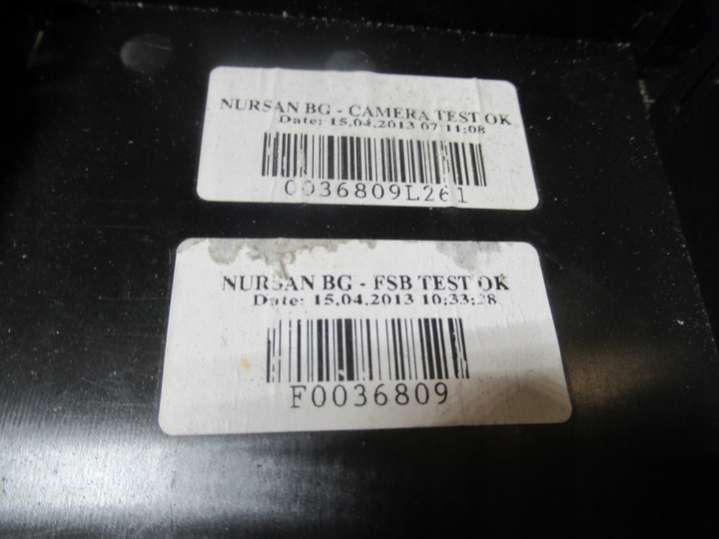 NURSAN BG - CAMERA TEST OK
Date: 15.04.2013 07:11:08
0036809L261
NURSAN BG - FSB TEST OK
Date: 15.04.2013 10:33:28
F0036809